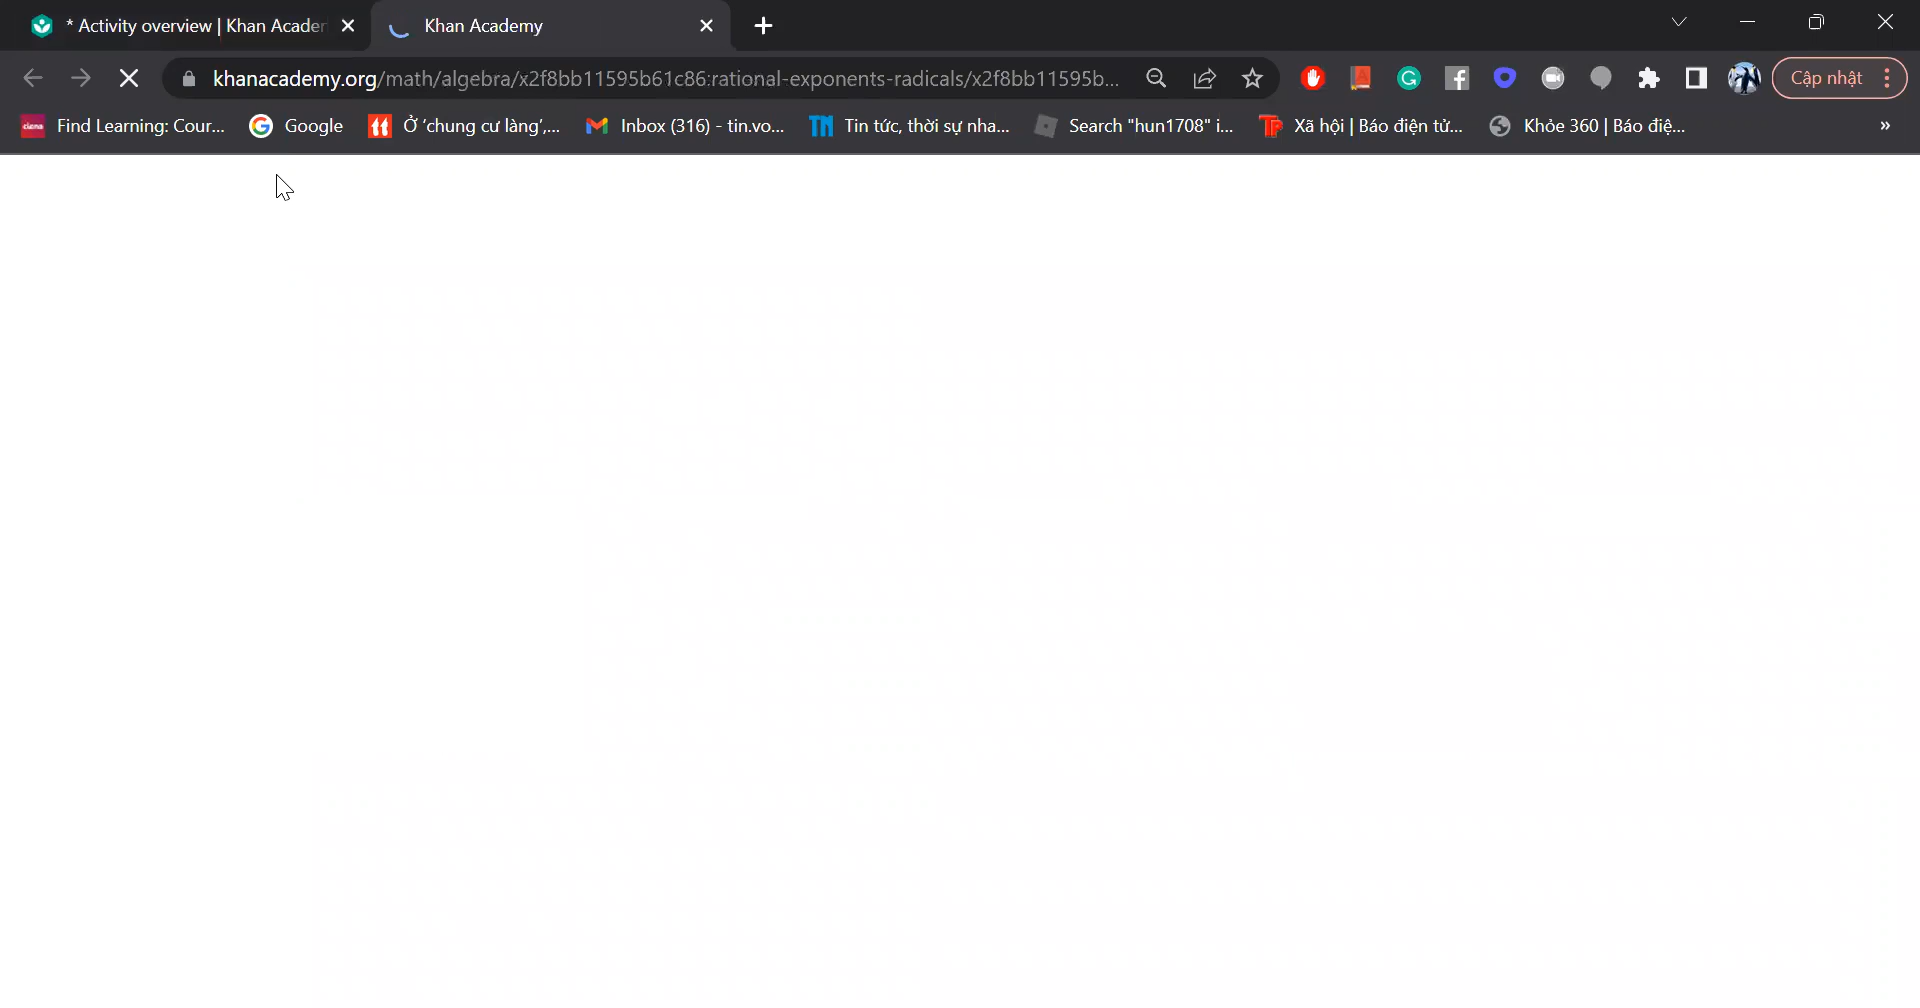 * Activity overview | Khan Acader
Khan Academy
khanacademy.org/math/algebra/x2f8bb11595b61c86:rational-exponents-radicals/x2f8bb11595b...
Cập nhật
ciena Find Learning: Cour...
Google
Ở 'chung cư làng',...
Inbox (316) - tin.vo...
TN Tin tức, thời sự nha...
Search "hun1708" i...
Xã hội | Báo điện tử...
Khỏe 360 | Báo điệ...
»